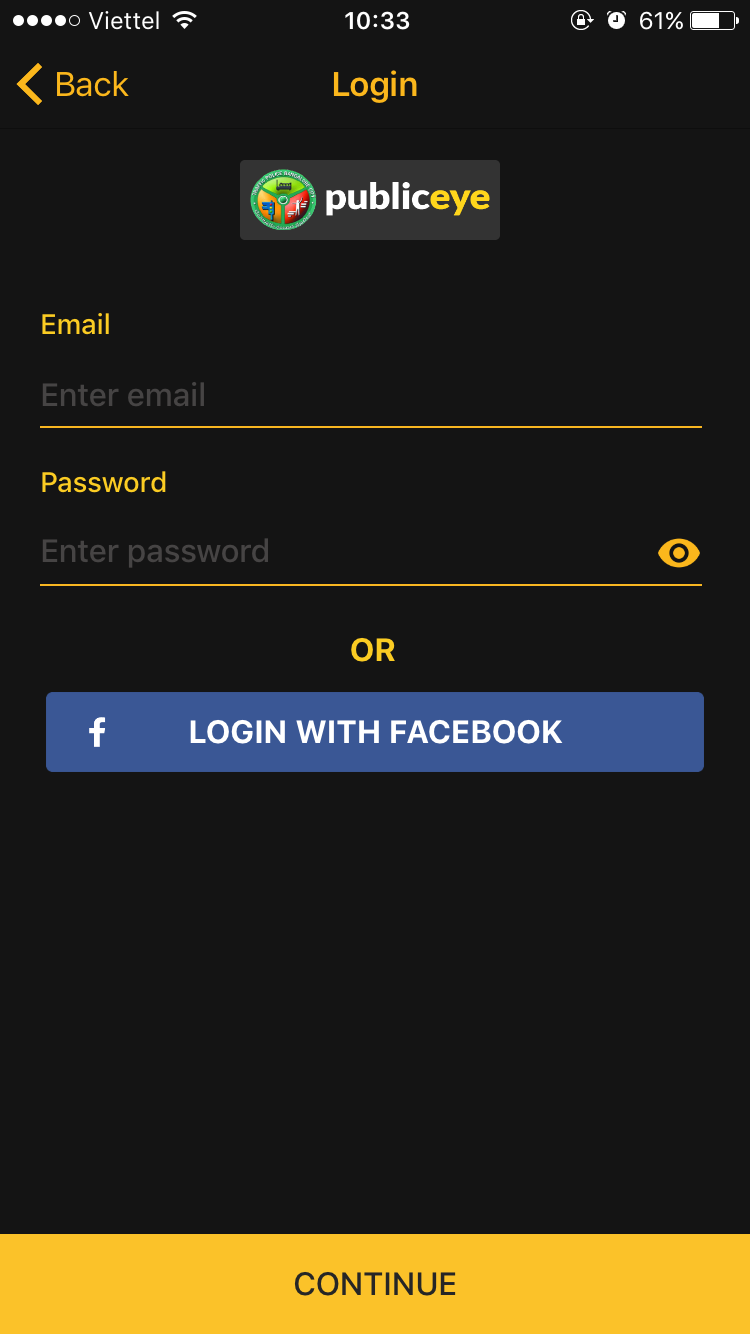 Viettel 10:33 61%
Back Login
publiceye
Email
Enter email
Password
Enter password
OR
f LOGIN WITH FACEBOOK
CONTINUE